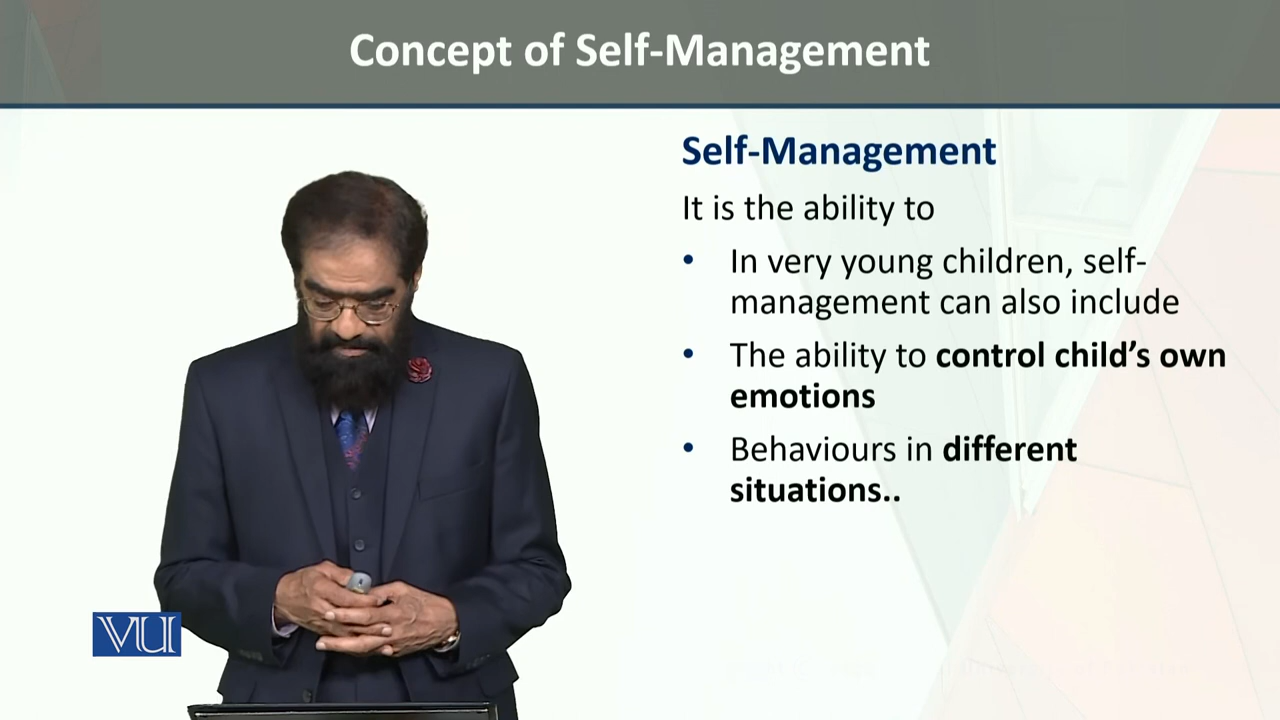 Concept of Self-Management
Self-Management
It is the ability to
• In very young children, self-
management can also include
• The ability to control child’s own
emotions
• Behaviours in different
situations..
VU